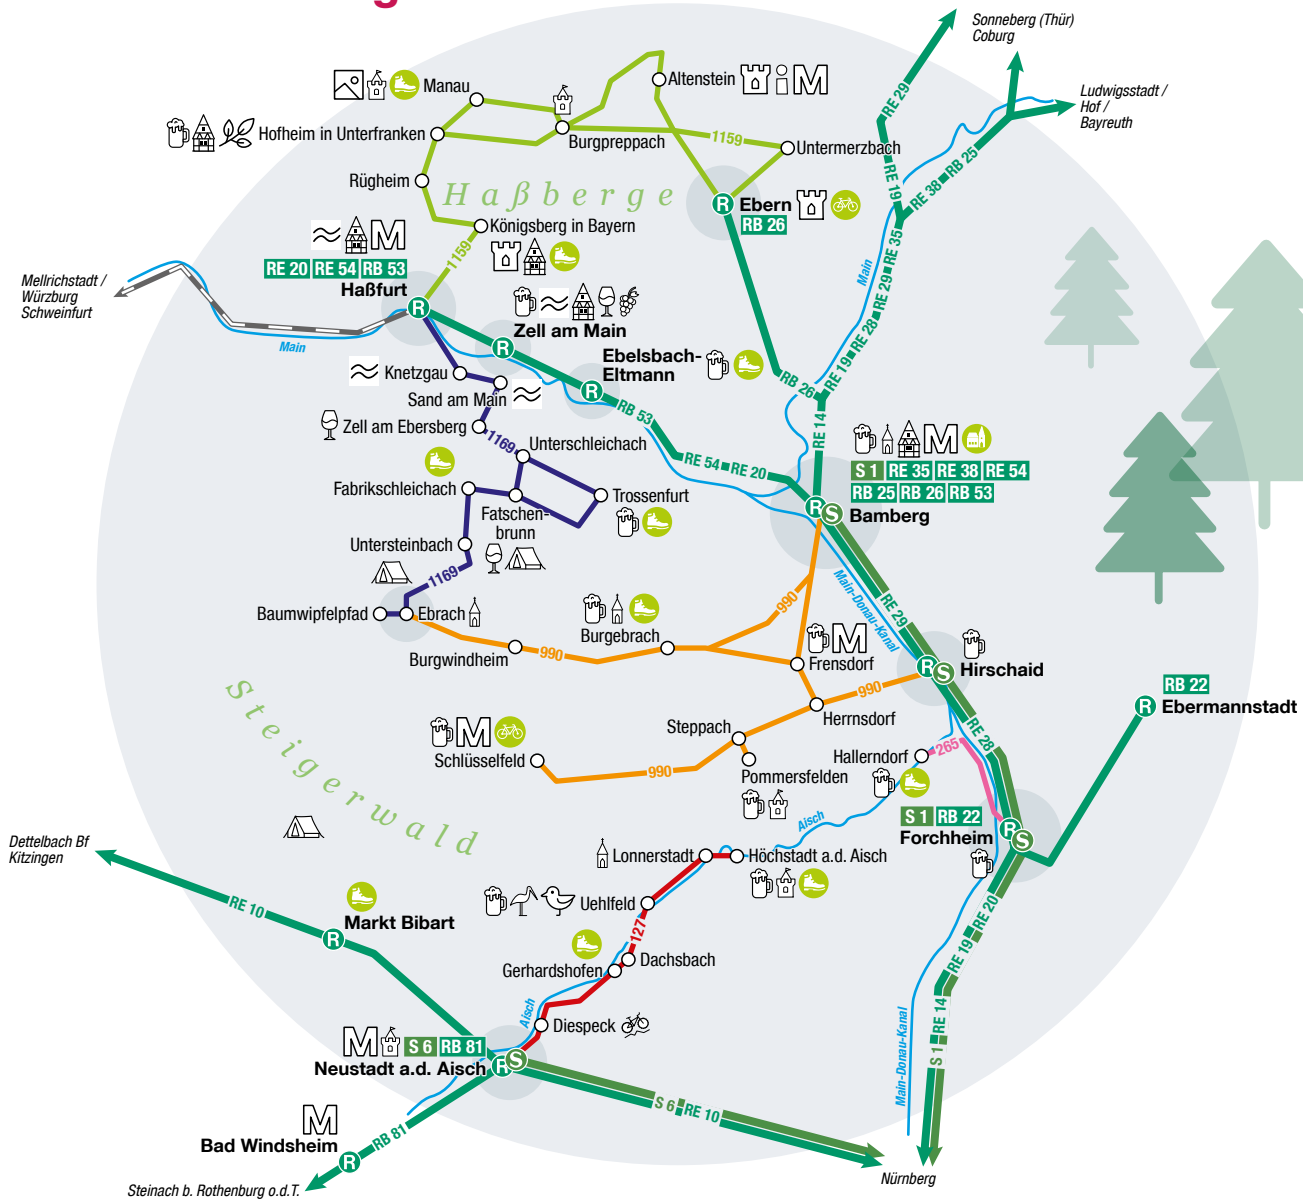 g
Sonneberg (Thür)
Coburg
Ludwigsstadt /
Hof /
Bayreuth
RE 29
Altenstein
M
Manau
Hofheim in Unterfranken
Burgpreppach
1159
Untermerzbach
RE 19
RE 38
RB 25
Rügheim
Haßberge
R
Ebern
RB 26
Königsberg in Bayern
M
1159
RE 35
RE 29
RE 28
RE 19
Main
RE 20 RE 54 RB 53
Haßfurt
R
Mellrichstadt /
Würzburg
Schweinfurt
Main
Zell am Main
R
Ebelsbach-
Eltmann
R
RB 26
RE 14
Knetzgau
Sand am Main
RB 53
Zell am Ebersberg
1169
Unterschleichach
RE 54
RE 20
M
S 1 RE 35 RE 38 RE 54
RB 25 RB 26 RB 53
Bamberg
R
S
Fabrikschleichach
Fatschen-
brunn
Trossenfurt
Untersteinbach
1169
Baumwipfelpfad
Ebrach
990
Main-Donau-Kanal
RE 29
Burgebrach
M
Frensdorf
Burgwindheim
990
R
S
Hirschaid
990
Herrnsdorf
RB 22
R
Ebermannstadt
Steigerwald
M
Schlüsselfeld
Steppach
990
Pommersfelden
Hallerndorf
265
RE 28
S 1 RB 22
Forchheim
R
S
Aisch
Dettelbach Bf
Kitzingen
Lonnerstadt
Höchstadt a.d. Aisch
RE 10
Markt Bibart
R
Uehlfeld
127
RE 20
RE 19
Gerhardshofen
Dachsbach
RE 14
S 1
Aisch
Diespeck
M
S 6 RB 81
Neustadt a.d. Aisch
R
S
Main-Donau-Kanal
S 6
RE 10
M
Bad Windsheim
R
RB 81
Steinach b. Rothenburg o.d.T.
Nürnberg